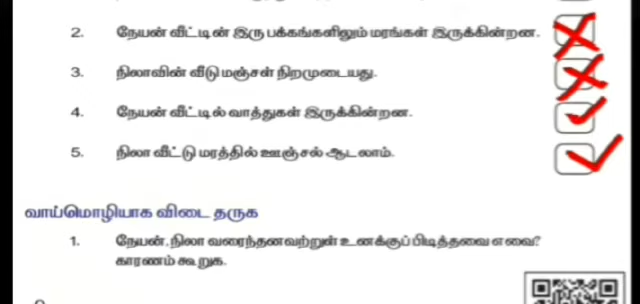 2. நேயன் வீட்டின் இரு பக்கங்களிலும் மரங்கள் இருக்கின்றன.
3. நிலாவின் வீடு மஞ்சள் நிறமுடையது.
4. நேயன் வீட்டில் வாத்துகள் இருக்கின்றன.
5. நிலா வீட்டு மரத்தில் ஊஞ்சல் ஆடலாம்.
வாய்மொழியாக விடை தருக
1. நேயன், நிலா வரைந்தனவற்றுள் உனக்குப் பிடித்தவை எவை?
காரணம் கூறுக.